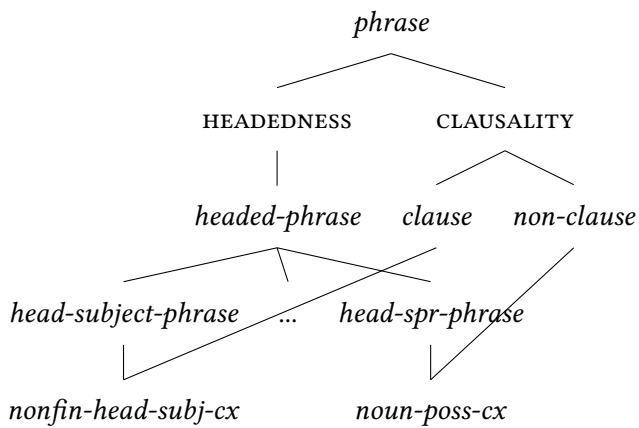 phrase
HEADEDNESS CLAUSALITY
headed-phrase clause non-clause
head-subject-phrase ... head-spr-phrase
nonfin-head-subj-cx noun-poss-cx